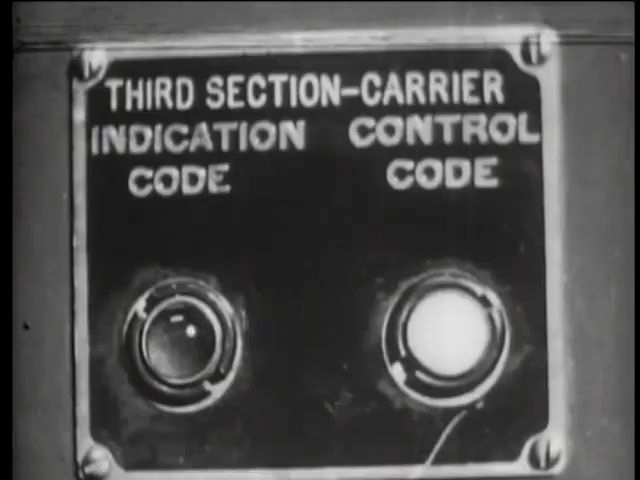 THIRD SECTION-CARRIER
INDICATION CONTROL
CODE CODE